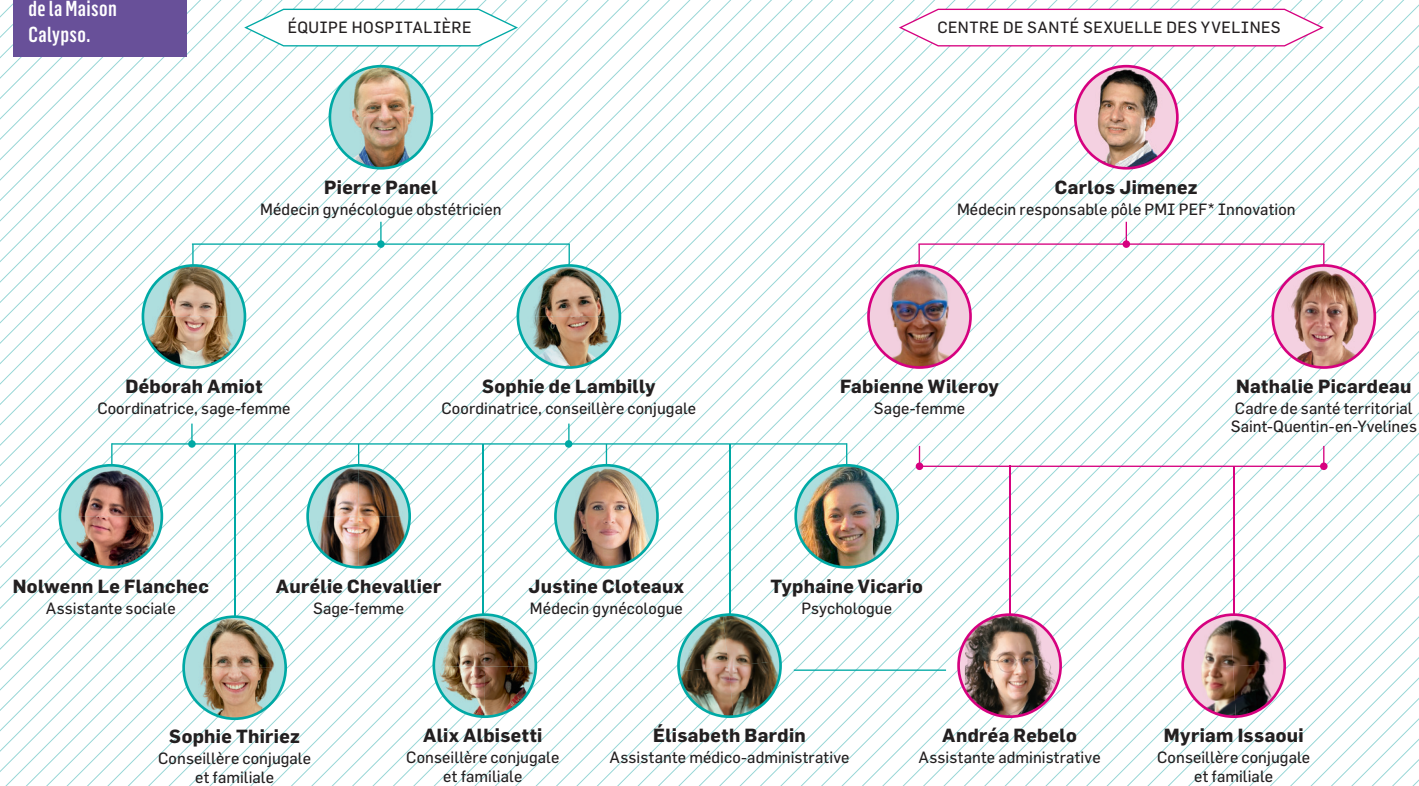 de la Maison
Calypso.
ÉQUIPE HOSPITALIÈRE
CENTRE DE SANTÉ SEXUELLE DES YVELINES
Pierre Panel
Médecin gynécologue obstétricien
Carlos Jimenez
Médecin responsable pôle PMI PEF* Innovation
Déborah Amiot
Coordinatrice, sage-femme
Sophie de Lambilly
Coordinatrice, conseillère conjugale
Fabienne Wileroy
Sage-femme
Nathalie Picardeau
Cadre de santé territorial
Saint-Quentin-en-Yvelines
Nolwenn Le Flanchec
Assistante sociale
Aurélie Chevallier
Sage-femme
Justine Cloteaux
Médecin gynécologue
Typhaine Vicario
Psychologue
Sophie Thiriez
Conseillère conjugale
et familiale
Alix Albisetti
Conseillère conjugale
et familiale
Élisabeth Bardin
Assistante médico-administrative
Andréa Rebelo
Assistante administrative
Myriam Issaoui
Conseillère conjugale
et familiale